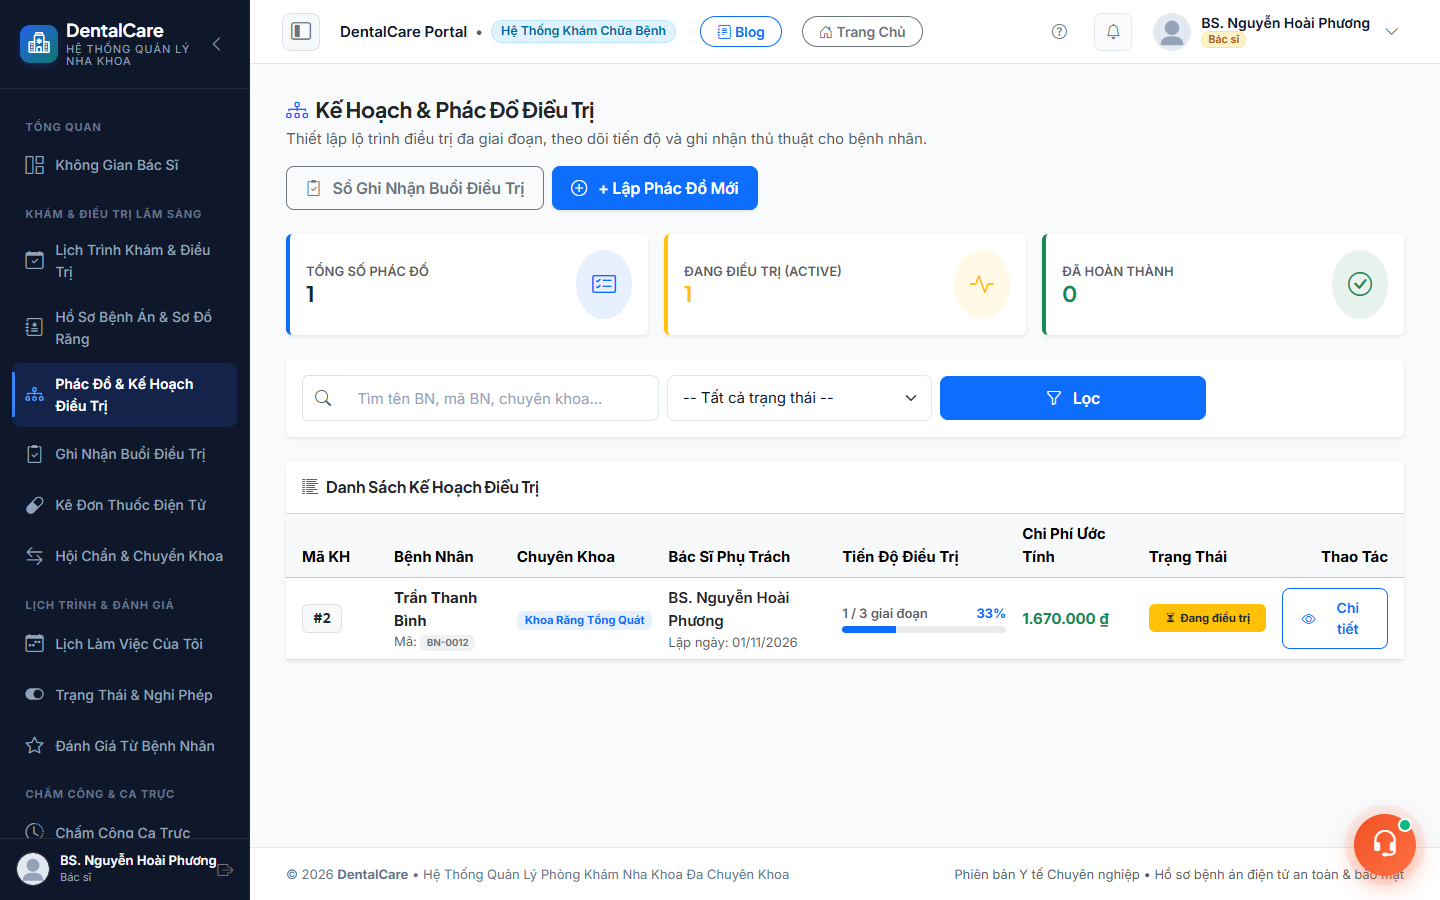 DentalCare
HỆ THỐNG QUẢN LÝ
NHA KHOA
TỔNG QUAN
Không Gian Bác Sĩ
KHÁM & ĐIỀU TRỊ LÂM SÀNG
Lịch Trình Khám & Điều
Trị
Hồ Sơ Bệnh Án & Sơ Đồ
Răng
Phác Đồ & Kế Hoạch
Điều Trị
Ghi Nhận Buổi Điều Trị
Kê Đơn Thuốc Điện Tử
Hội Chẩn & Chuyển Khoa
LỊCH TRÌNH & ĐÁNH GIÁ
Lịch Làm Việc Của Tôi
Trạng Thái & Nghỉ Phép
Đánh Giá Từ Bệnh Nhân
CHẤM CÔNG & CA TRỰC
Chấm Công Ca Trực
BS. Nguyễn Hoài Phương
Bác sĩ
DentalCare Portal • Hệ Thống Khám Chữa Bệnh
Blog
Trang Chủ
BS. Nguyễn Hoài Phương
Bác sĩ
Kế Hoạch & Phác Đồ Điều Trị
Thiết lập lộ trình điều trị đa giai đoạn, theo dõi tiến độ và ghi nhận thủ thuật cho bệnh nhân.
Sổ Ghi Nhận Buổi Điều Trị
+ Lập Phác Đồ Mới
TỔNG SỐ PHÁC ĐỒ
1
ĐANG ĐIỀU TRỊ (ACTIVE)
1
ĐÃ HOÀN THÀNH
0
Tìm tên BN, mã BN, chuyên khoa...
-- Tất cả trạng thái --
Lọc
Danh Sách Kế Hoạch Điều Trị
Mã KH
Bệnh Nhân
Chuyên Khoa
Bác Sĩ Phụ Trách
Tiến Độ Điều Trị
Chi Phí Ước
Tính
Trạng Thái
Thao Tác
#2
Trần Thanh
Bình
Mã: BN-0012
Khoa Răng Tổng Quát
BS. Nguyễn Hoài
Phương
Lập ngày: 01/11/2026
1 / 3 giai đoạn 33%
1.670.000 ₫
Đang điều trị
Chi
tiết
© 2026 DentalCare • Hệ Thống Quản Lý Phòng Khám Nha Khoa Đa Chuyên Khoa
Phiên bản Y tế Chuyên nghiệp • Hồ sơ bệnh án điện tử an toàn & bảo mật